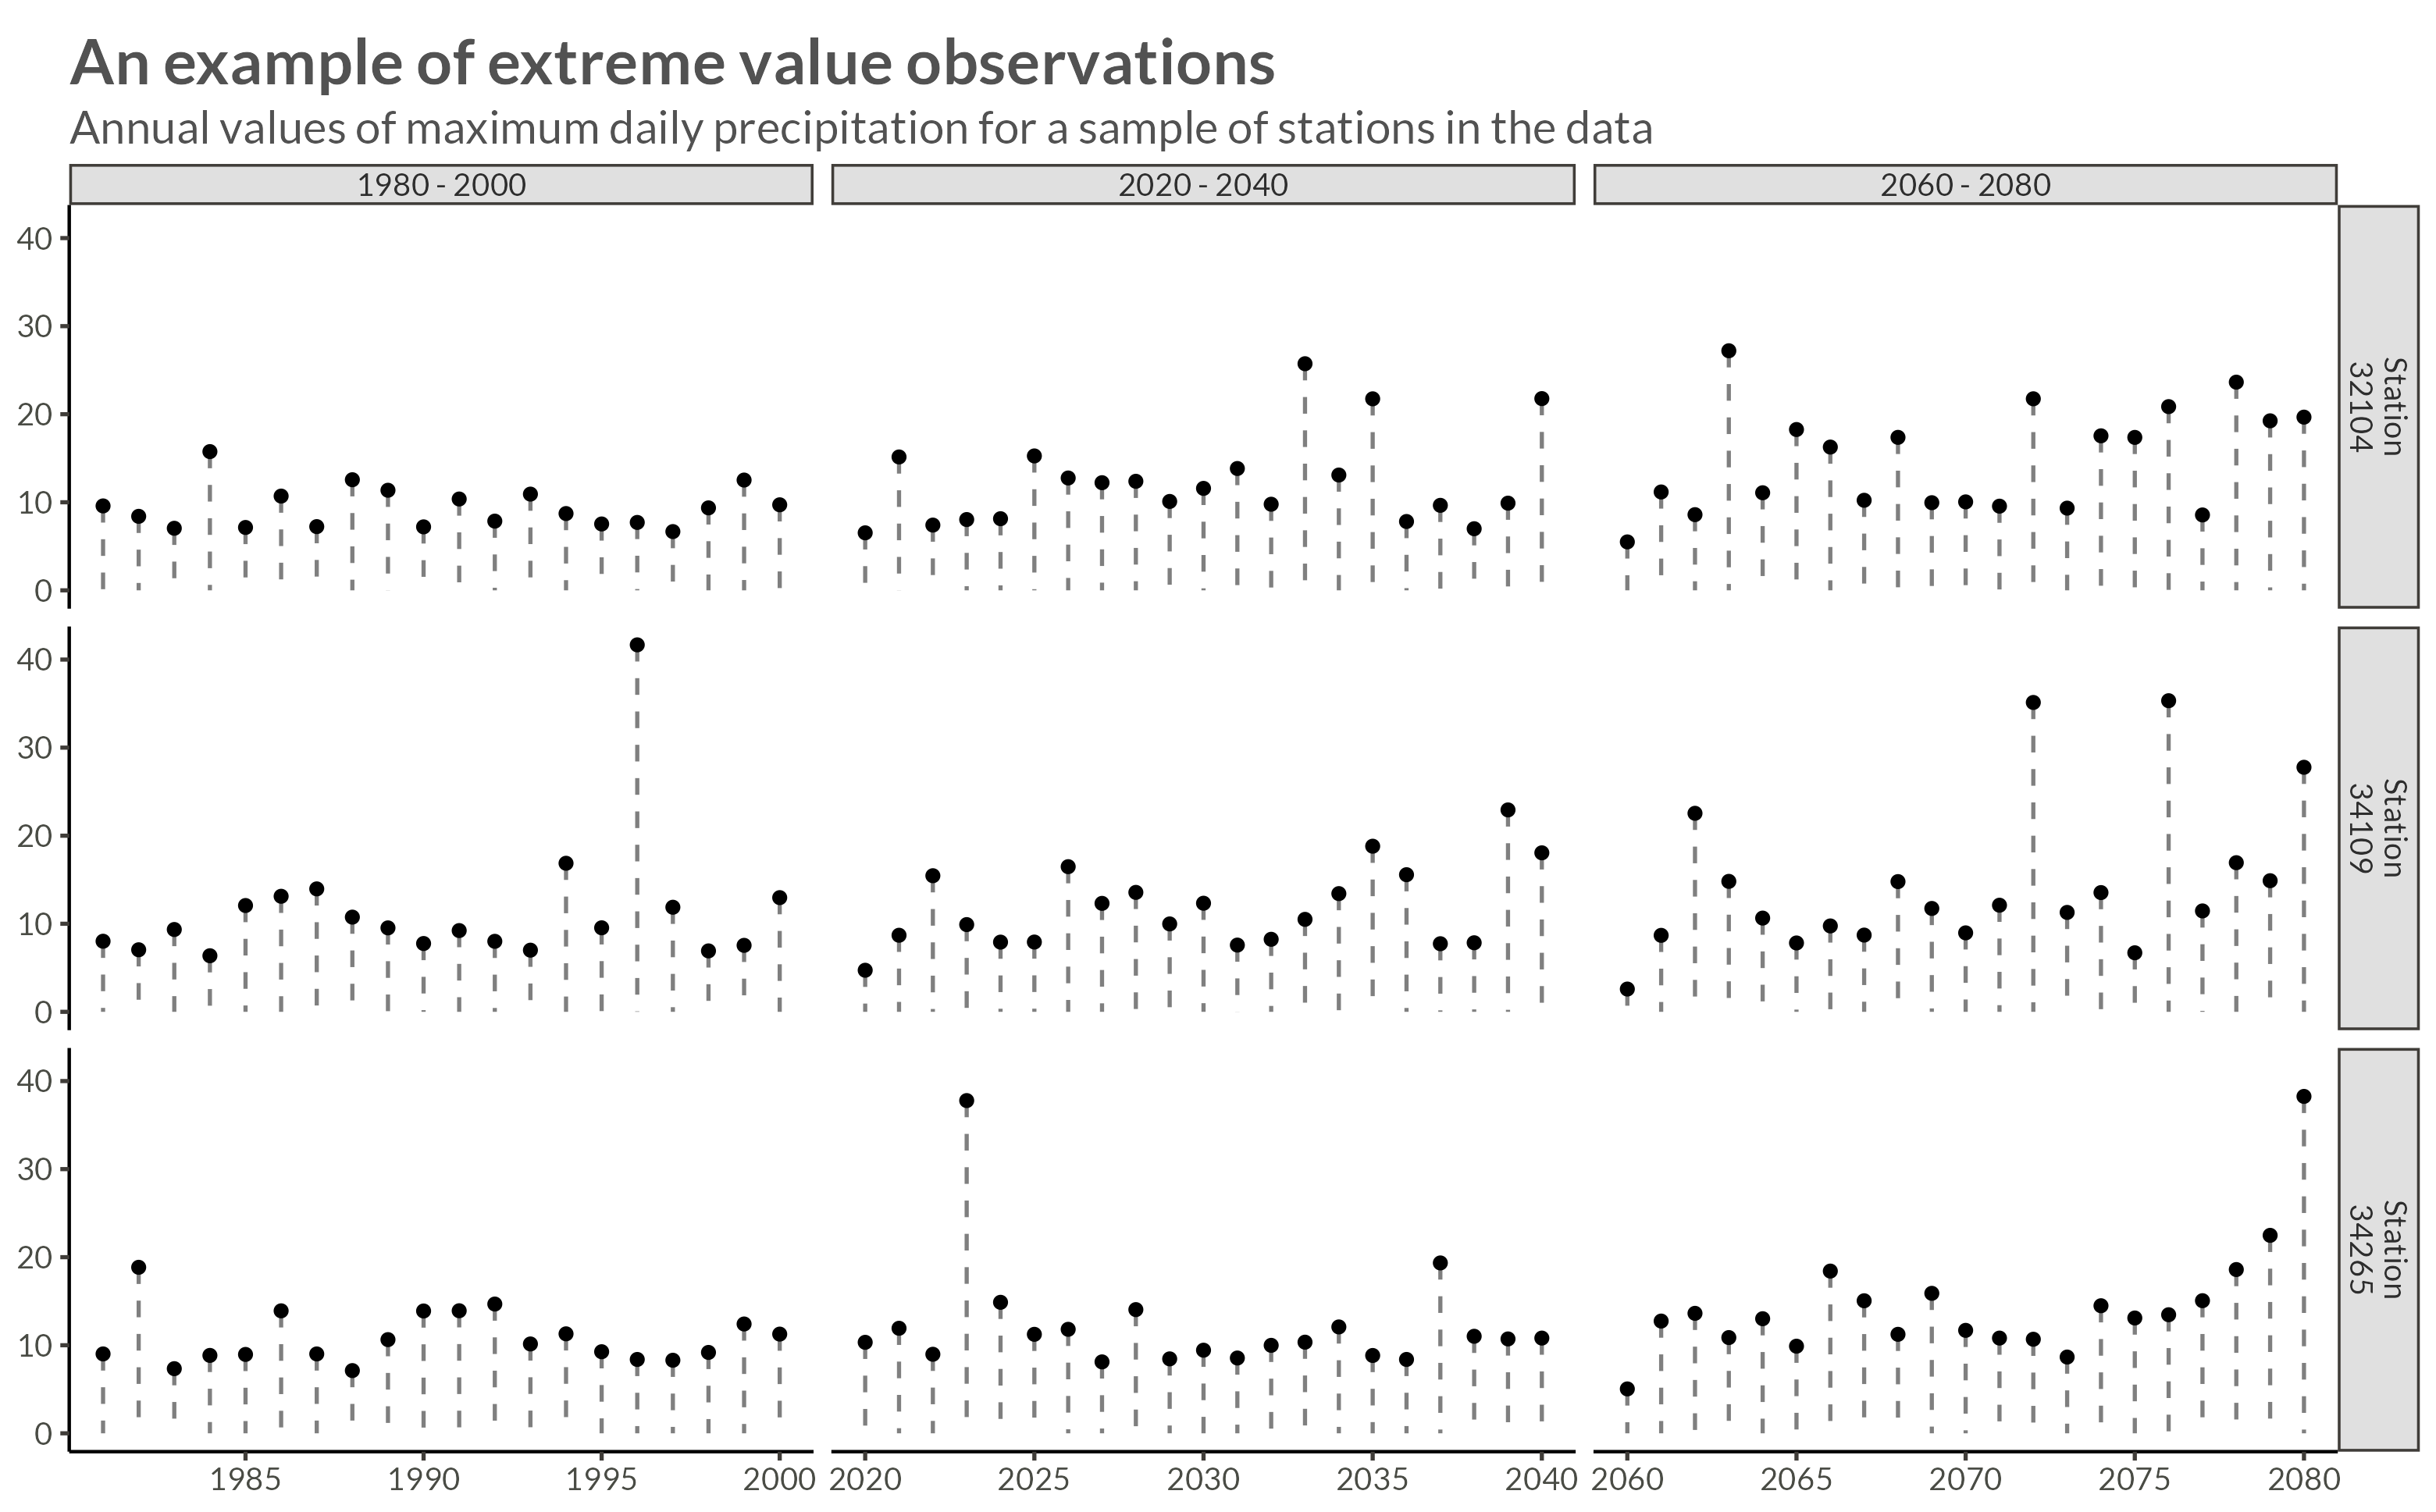 An example of extreme value observations
Annual values of maximum daily precipitation for a sample of stations in the data
1980 - 2000
2020 - 2040
2060 - 2080
40
30
20
10
0
Station
32104
40
30
20
10
0
Station
34109
40
30
20
10
0
Station
34265
1985 1990 1995 2000 2020 2025 2030 2035 2040 2060 2065 2070 2075 2080